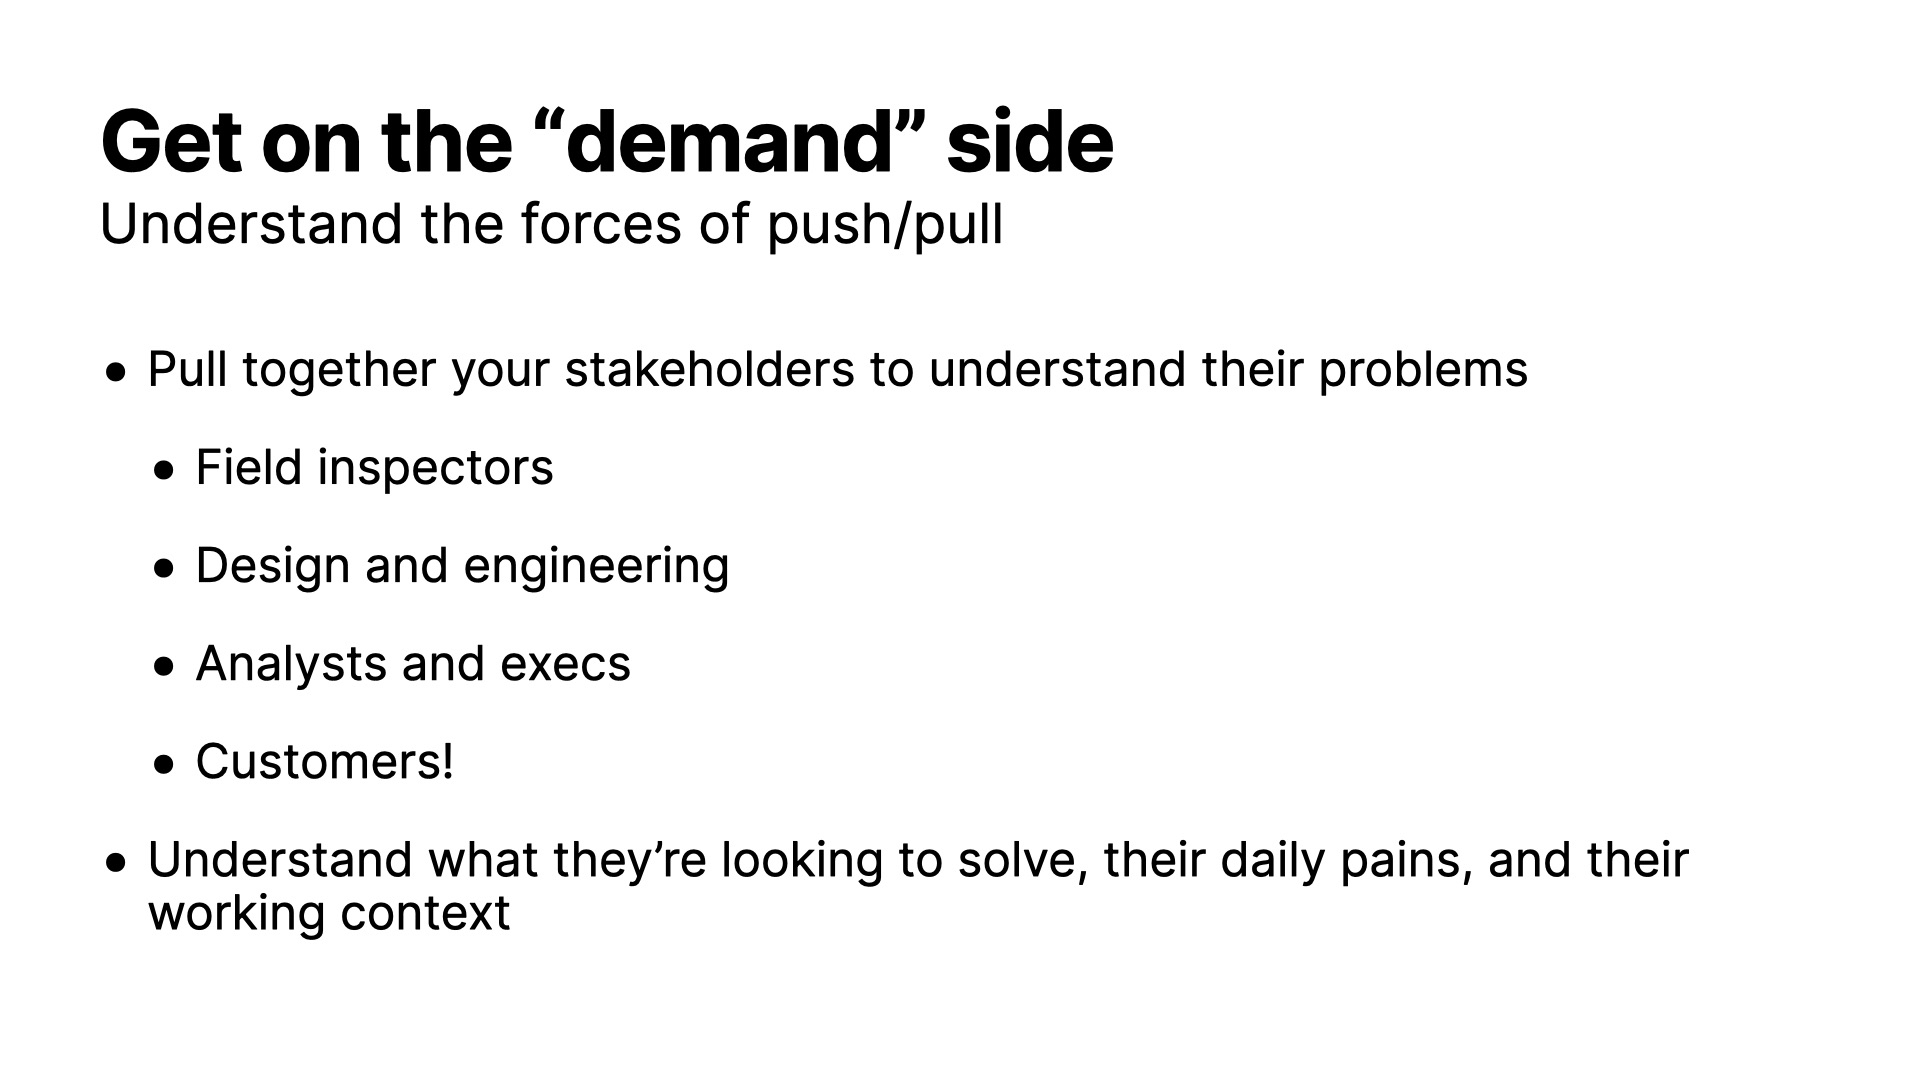 Get on the “demand” side
Understand the forces of push/pull
• Pull together your stakeholders to understand their problems
• Field inspectors
• Design and engineering
• Analysts and execs
• Customers!
• Understand what they’re looking to solve, their daily pains, and their
working context